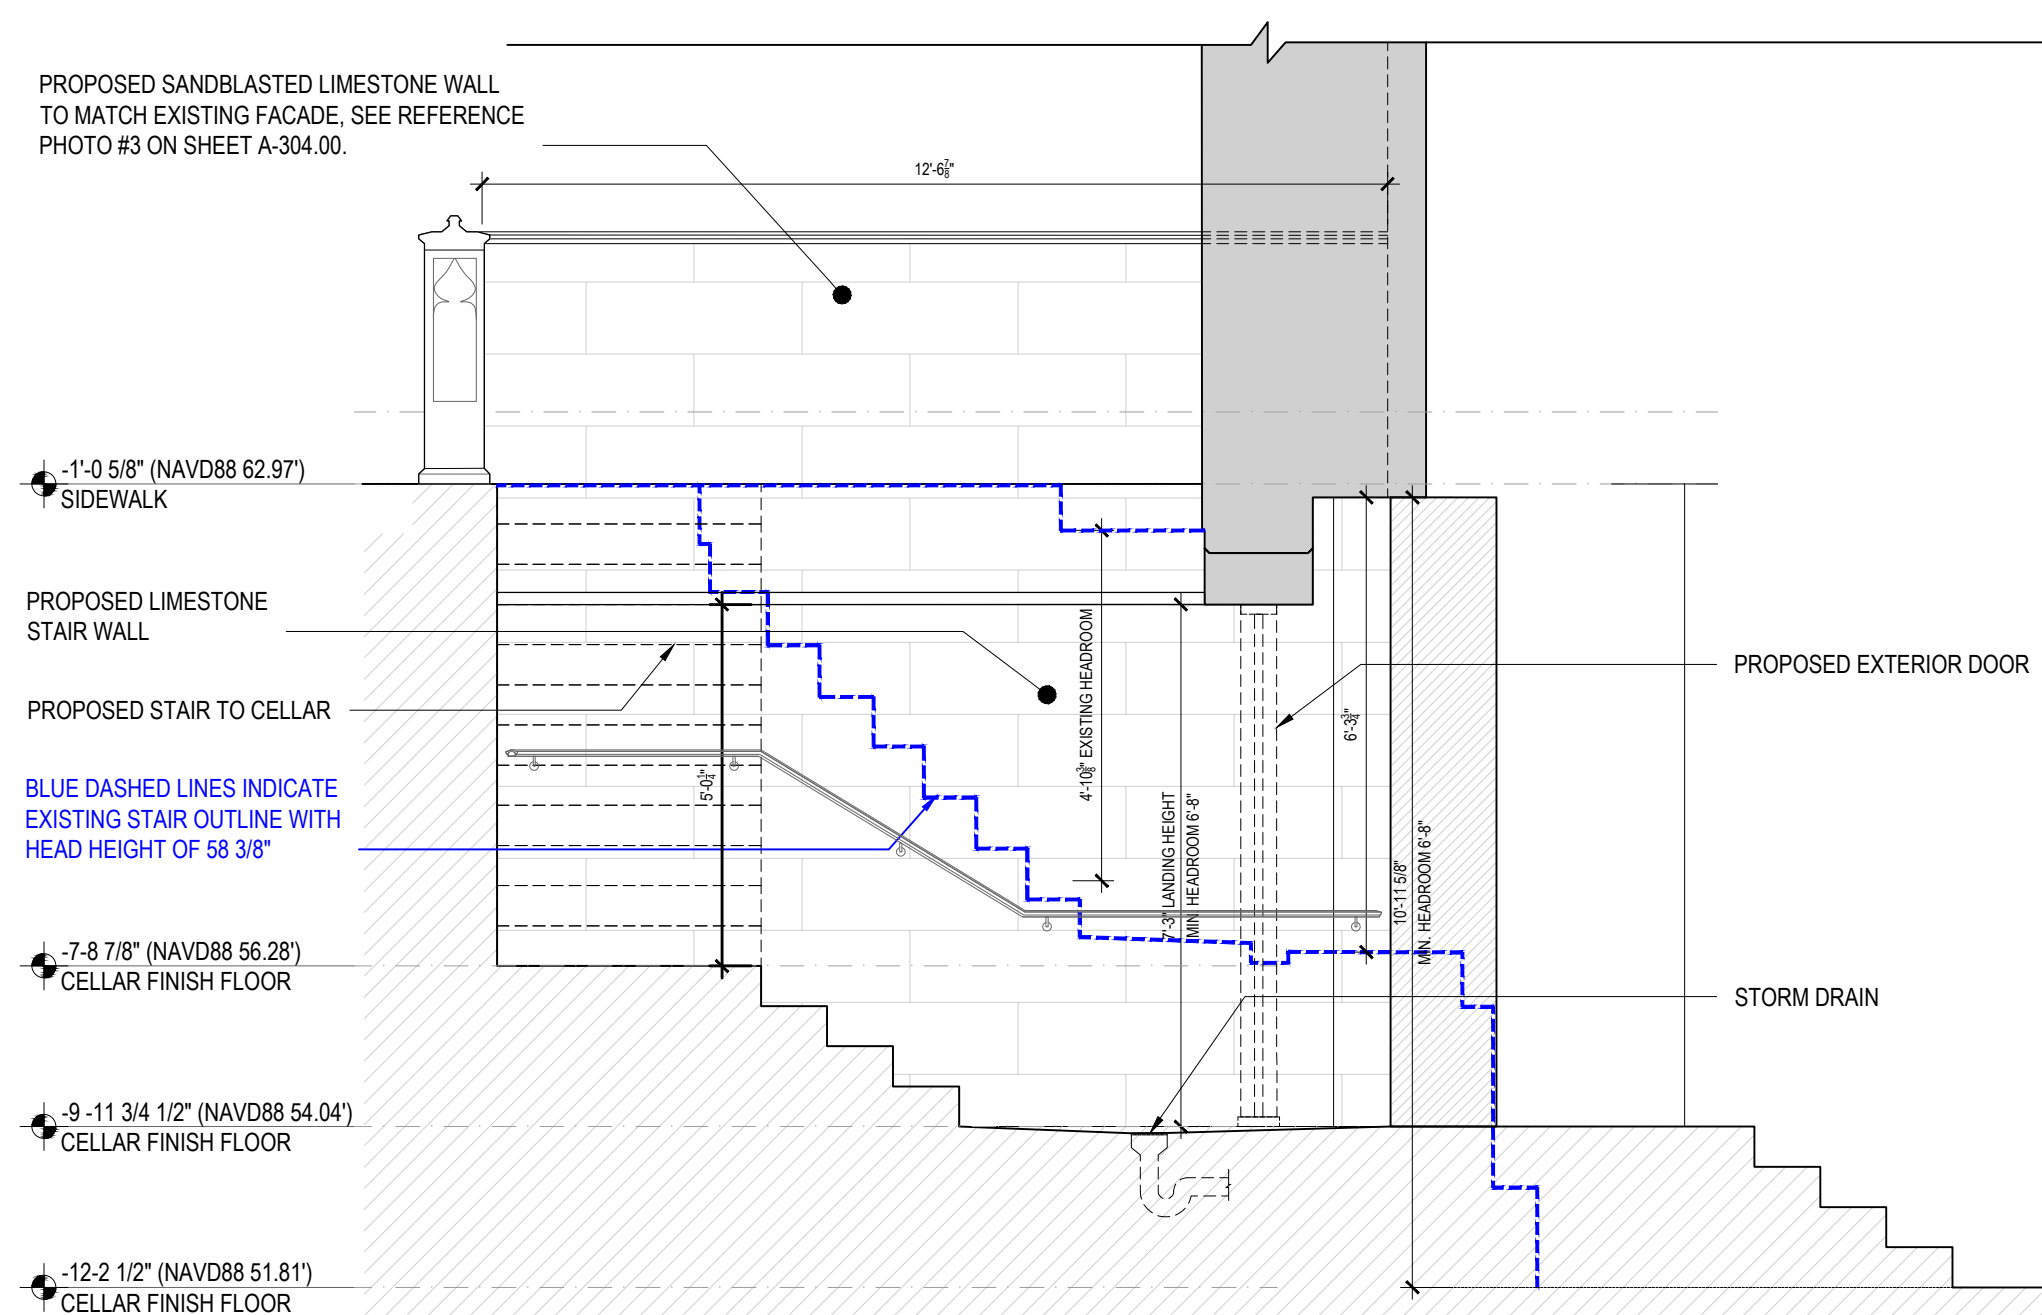 PROPOSED SANDBLASTED LIMESTONE WALL
TO MATCH EXISTING FACADE, SEE REFERENCE
PHOTO #3 ON SHEET A-304.00.
12'-6 7/8"
-1'-0 5/8" (NAVD88 62.97')
SIDEWALK
PROPOSED LIMESTONE
STAIR WALL
PROPOSED STAIR TO CELLAR
BLUE DASHED LINES INDICATE
EXISTING STAIR OUTLINE WITH
HEAD HEIGHT OF 58 3/8"
5'-0 1/4"
4'-10 3/8" EXISTING HEADROOM
7'-3" LANDING HEIGHT
MIN. HEADROOM 6'-8"
6'-3 3/4"
10'-11 5/8"
MIN. HEADROOM 6'-8"
PROPOSED EXTERIOR DOOR
STORM DRAIN
-7-8 7/8" (NAVD88 56.28')
CELLAR FINISH FLOOR
-9 -11 3/4 1/2" (NAVD88 54.04')
CELLAR FINISH FLOOR
-12-2 1/2" (NAVD88 51.81')
CELLAR FINISH FLOOR